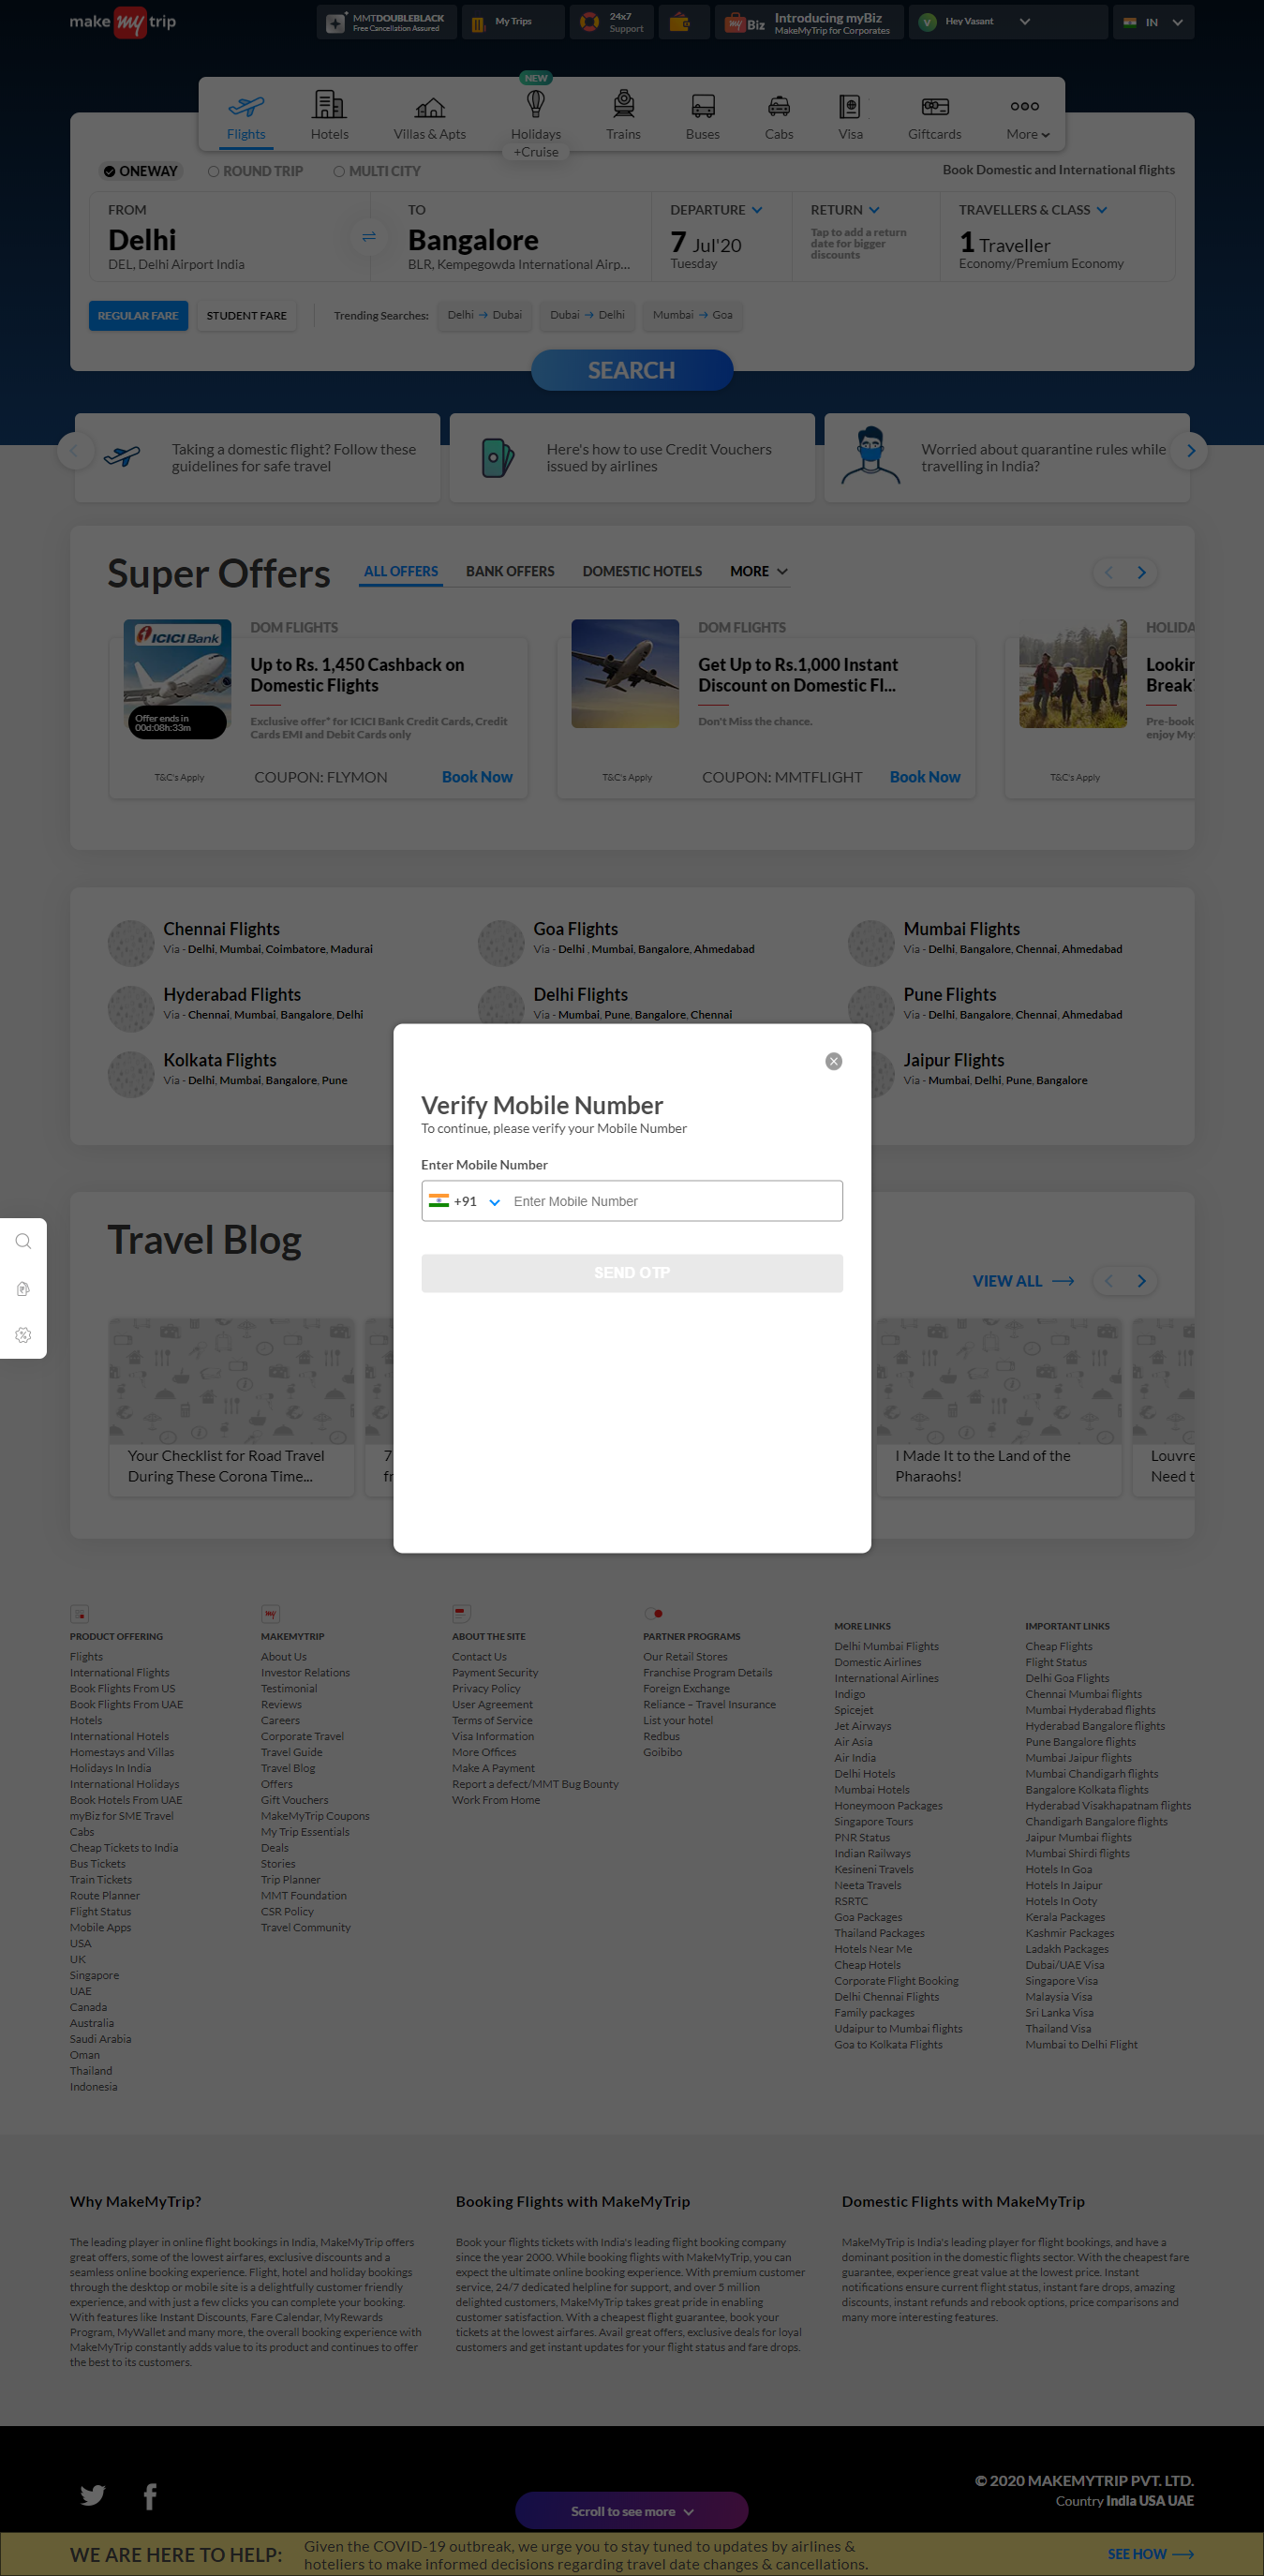 make my trip
MMTDOUBLEBLACK
Free Cancellation Assured
My Trips
24x7
Support
my Biz
Introducing myBiz
MakeMyTrip for Corporates
V
Hey Vasant
IN
NEW
Flights
Hotels
Villas & Apts
Holidays
+Cruise
Trains
Buses
Cabs
Visa
Giftcards
More
ONEWAY
ROUND TRIP
MULTI CITY
Book Domestic and International flights
FROM
Delhi
DEL, Delhi Airport India
TO
Bangalore
BLR, Kempegowda International Airp...
DEPARTURE
7 Jul'20
Tuesday
RETURN
Tap to add a return
date for bigger
discounts
TRAVELLERS & CLASS
1 Traveller
Economy/Premium Economy
REGULAR FARE
STUDENT FARE
Trending Searches:
Delhi → Dubai
Dubai → Delhi
Mumbai → Goa
SEARCH
Taking a domestic flight? Follow these
guidelines for safe travel
Here's how to use Credit Vouchers
issued by airlines
Worried about quarantine rules while
travelling in India?
Super Offers
ALL OFFERS
BANK OFFERS
DOMESTIC HOTELS
MORE
ICICI Bank
Offer ends in
00d:08h:33m
DOM FLIGHTS
Up to Rs. 1,450 Cashback on
Domestic Flights
Exclusive offer* for ICICI Bank Credit Cards, Credit
Cards EMI and Debit Cards only
T&C's Apply
COUPON: FLYMON
Book Now
DOM FLIGHTS
Get Up to Rs.1,000 Instant
Discount on Domestic Fl...
Don't Miss the chance.
T&C's Apply
COUPON: MMTFLIGHT
Book Now
HOLIDA
Lookin
Break?
Pre-book
enjoy My
T&C's Apply
Chennai Flights
Via - Delhi, Mumbai, Coimbatore, Madurai
Goa Flights
Via - Delhi , Mumbai, Bangalore, Ahmedabad
Mumbai Flights
Via - Delhi, Bangalore, Chennai, Ahmedabad
Hyderabad Flights
Via - Chennai, Mumbai, Bangalore, Delhi
Delhi Flights
Via - Mumbai, Pune, Bangalore, Chennai
Pune Flights
Via - Delhi, Bangalore, Chennai, Ahmedabad
Kolkata Flights
Via - Delhi, Mumbai, Bangalore, Pune
Jaipur Flights
Via - Mumbai, Delhi, Pune, Bangalore
Verify Mobile Number
To continue, please verify your Mobile Number
Enter Mobile Number
+91
Enter Mobile Number
SEND OTP
Travel Blog
VIEW ALL
Your Checklist for Road Travel
During These Corona Time...
7
fr
I Made It to the Land of the
Pharaohs!
Louvre
Need t
PRODUCT OFFERING
Flights
International Flights
Book Flights From US
Book Flights From UAE
Hotels
International Hotels
Homestays and Villas
Holidays In India
International Holidays
Book Hotels From UAE
myBiz for SME Travel
Cabs
Cheap Tickets to India
Bus Tickets
Train Tickets
Route Planner
Flight Status
Mobile Apps
USA
UK
Singapore
UAE
Canada
Australia
Saudi Arabia
Oman
Thailand
Indonesia
my
MAKEMYTRIP
About Us
Investor Relations
Testimonial
Reviews
Careers
Corporate Travel
Travel Guide
Travel Blog
Offers
Gift Vouchers
MakeMyTrip Coupons
My Trip Essentials
Deals
Stories
Trip Planner
MMT Foundation
CSR Policy
Travel Community
ABOUT THE SITE
Contact Us
Payment Security
Privacy Policy
User Agreement
Terms of Service
Visa Information
More Offices
Make A Payment
Report a defect/MMT Bug Bounty
Work From Home
PARTNER PROGRAMS
Our Retail Stores
Franchise Program Details
Foreign Exchange
Reliance – Travel Insurance
List your hotel
Redbus
Goibibo
MORE LINKS
Delhi Mumbai Flights
Domestic Airlines
International Airlines
Indigo
Spicejet
Jet Airways
Air Asia
Air India
Delhi Hotels
Mumbai Hotels
Honeymoon Packages
Singapore Tours
PNR Status
Indian Railways
Kesineni Travels
Neeta Travels
RSRTC
Goa Packages
Thailand Packages
Hotels Near Me
Cheap Hotels
Corporate Flight Booking
Delhi Chennai Flights
Family packages
Udaipur to Mumbai flights
Goa to Kolkata Flights
IMPORTANT LINKS
Cheap Flights
Flight Status
Delhi Goa Flights
Chennai Mumbai flights
Mumbai Hyderabad flights
Hyderabad Bangalore flights
Pune Bangalore flights
Mumbai Jaipur flights
Mumbai Chandigarh flights
Bangalore Kolkata flights
Hyderabad Visakhapatnam flights
Chandigarh Bangalore flights
Jaipur Mumbai flights
Mumbai Shirdi flights
Hotels In Goa
Hotels In Jaipur
Hotels In Ooty
Kerala Packages
Kashmir Packages
Ladakh Packages
Dubai/UAE Visa
Singapore Visa
Malaysia Visa
Sri Lanka Visa
Thailand Visa
Mumbai to Delhi Flight
Why MakeMyTrip?
The leading player in online flight bookings in India, MakeMyTrip offers
great offers, some of the lowest airfares, exclusive discounts and a
seamless online booking experience. Flight, hotel and holiday bookings
through the desktop or mobile site is a delightfully customer friendly
experience, and with just a few clicks you can complete your booking.
With features like Instant Discounts, Fare Calendar, MyRewards
Program, MyWallet and many more, the overall booking experience with
MakeMyTrip constantly adds value to its product and continues to offer
the best to its customers.
Booking Flights with MakeMyTrip
Book your flights tickets with India's leading flight booking company
since the year 2000. While booking flights with MakeMyTrip, you can
expect the ultimate online booking experience. With premium customer
service, 24/7 dedicated helpline for support, and over 5 million
delighted customers, MakeMyTrip takes great pride in enabling
customer satisfaction. With a cheapest flight guarantee, book your
tickets at the lowest airfares. Avail great offers, exclusive deals for loyal
customers and get instant updates for your flight status and fare drops.
Domestic Flights with MakeMyTrip
MakeMyTrip is India's leading player for flight bookings, and have a
dominant position in the domestic flights sector. With the cheapest fare
guarantee, experience great value at the lowest price. Instant
notifications ensure current flight status, instant fare drops, amazing
discounts, instant refunds and rebook options, price comparisons and
many more interesting features.
© 2020 MAKEMYTRIP PVT. LTD.
Country India USA UAE
Scroll to see more
WE ARE HERE TO HELP:
Given the COVID-19 outbreak, we urge you to stay tuned to updates by airlines &
hoteliers to make informed decisions regarding travel date changes & cancellations.
SEE HOW